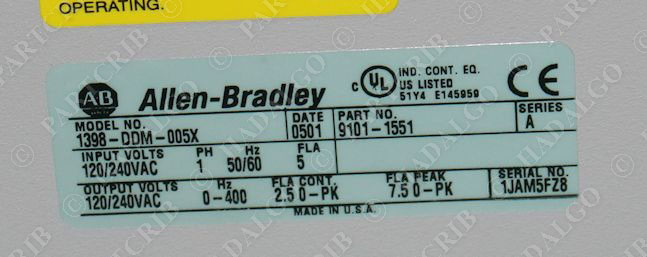 OPERATING.
AB Allen-Bradley
C UL US LISTED
IND. CONT. EQ.
51Y4 E145959
CE
MODEL NO. DATE PART NO. SERIES
1398-DDM-005X 0501 9101-1551 A
INPUT VOLTS PH Hz FLA
120/240VAC 1 50/60 5
OUTPUT VOLTS Hz FLA CONT. FLA PEAK SERIAL NO.
120/240VAC 0-400 2.5 0-PK 7.5 0-PK 1JAM5FZ8
MADE IN U.S.A.
© PARTCRIB
© HADALGO